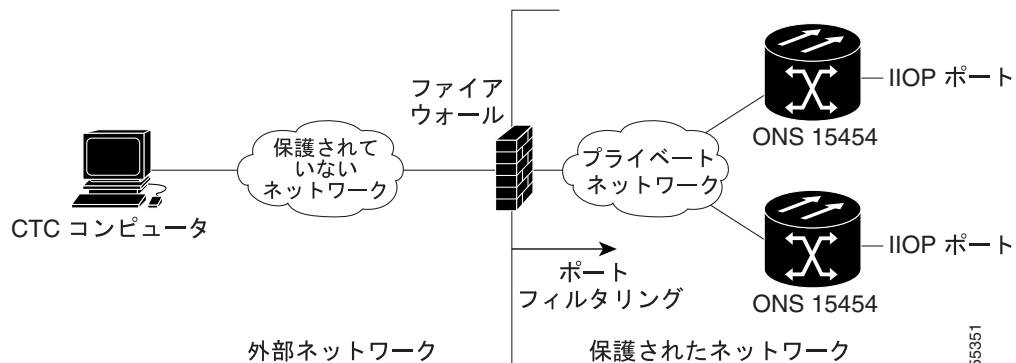 ファイア
ウォール
IIOP ポート
ONS 15454
保護されて
いない
ネットワーク
プライベート
ネットワーク
CTC コンピュータ
IIOP ポート
ONS 15454
ポート
フィルタリング
外部ネットワーク
保護されたネットワーク
55351